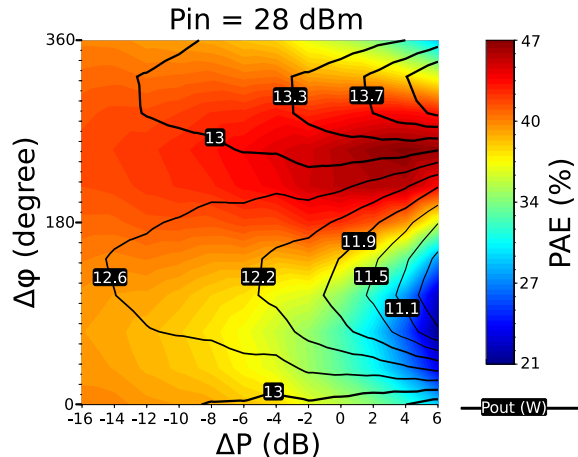 Pin = 28 dBm
360
180
0
Δφ (degree)
13.3
13.7
13
12.6
12.2
11.9
11.5
11.1
13
-16 -14 -12 -10 -8 -6 -4 -2 0 2 4 6
ΔP (dB)
47
40
34
27
21
PAE (%)
Pout (W)